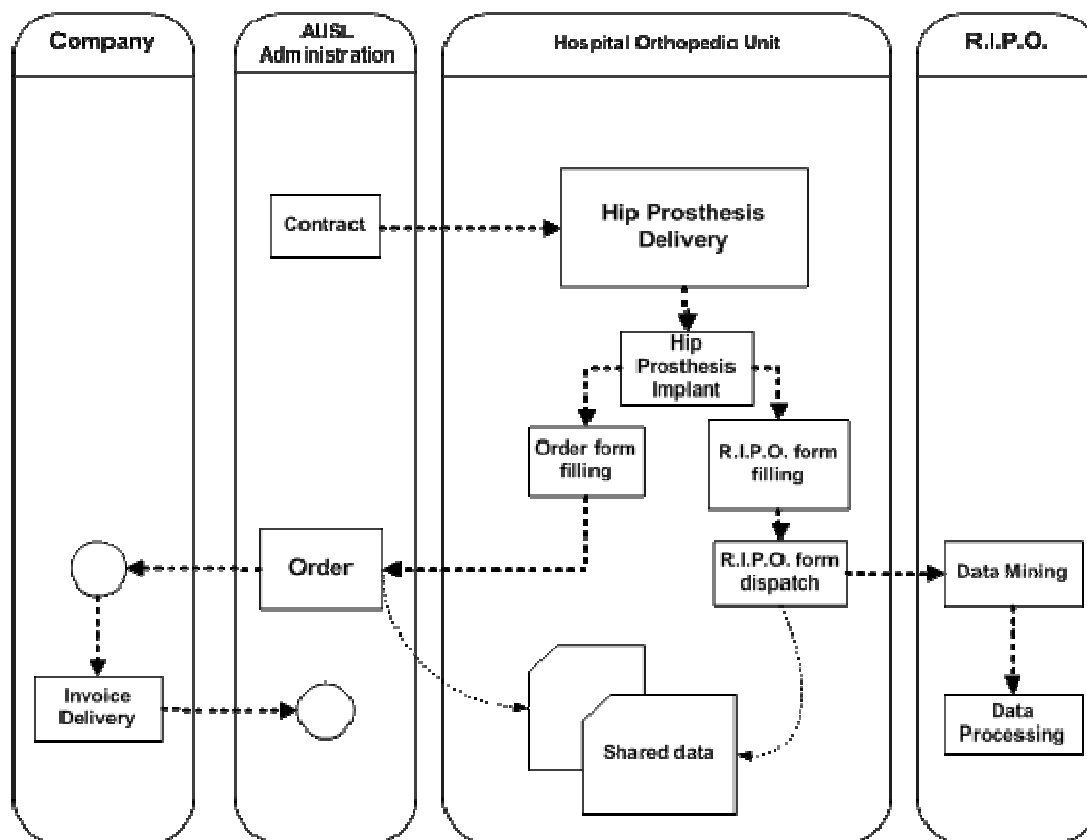 Company
AUSL
Administration
Hospital Orthopedic Unit
R.I.P.O.
Contract
Hip Prosthesis
Delivery
Hip
Prosthesis
Implant
Order form
filling
R.I.P.O. form
filling
Order
R.I.P.O. form
dispatch
Data Mining
Invoice
Delivery
Shared data
Data
Processing